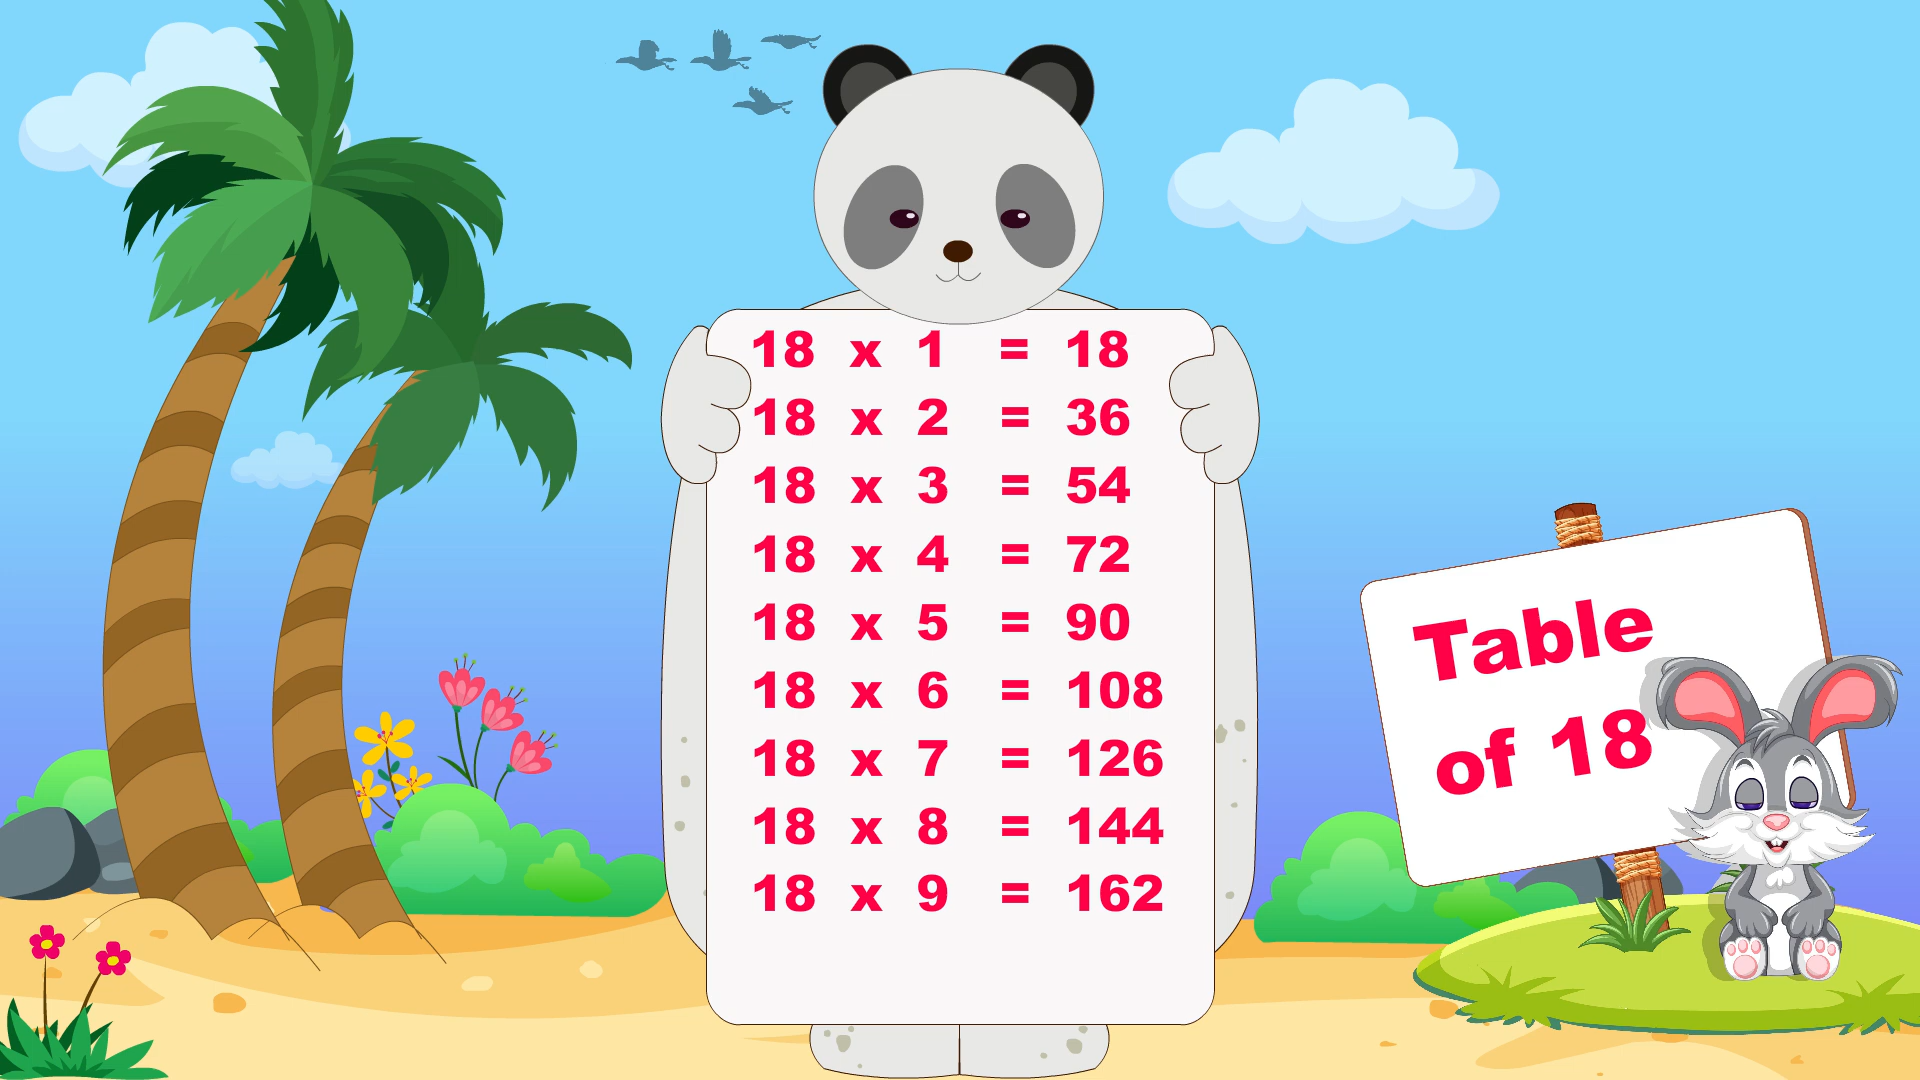 18 x 1 = 18
18 x 2 = 36
18 x 3 = 54
18 x 4 = 72
18 x 5 = 90
18 x 6 = 108
18 x 7 = 126
18 x 8 = 144
18 x 9 = 162
Table
of 18